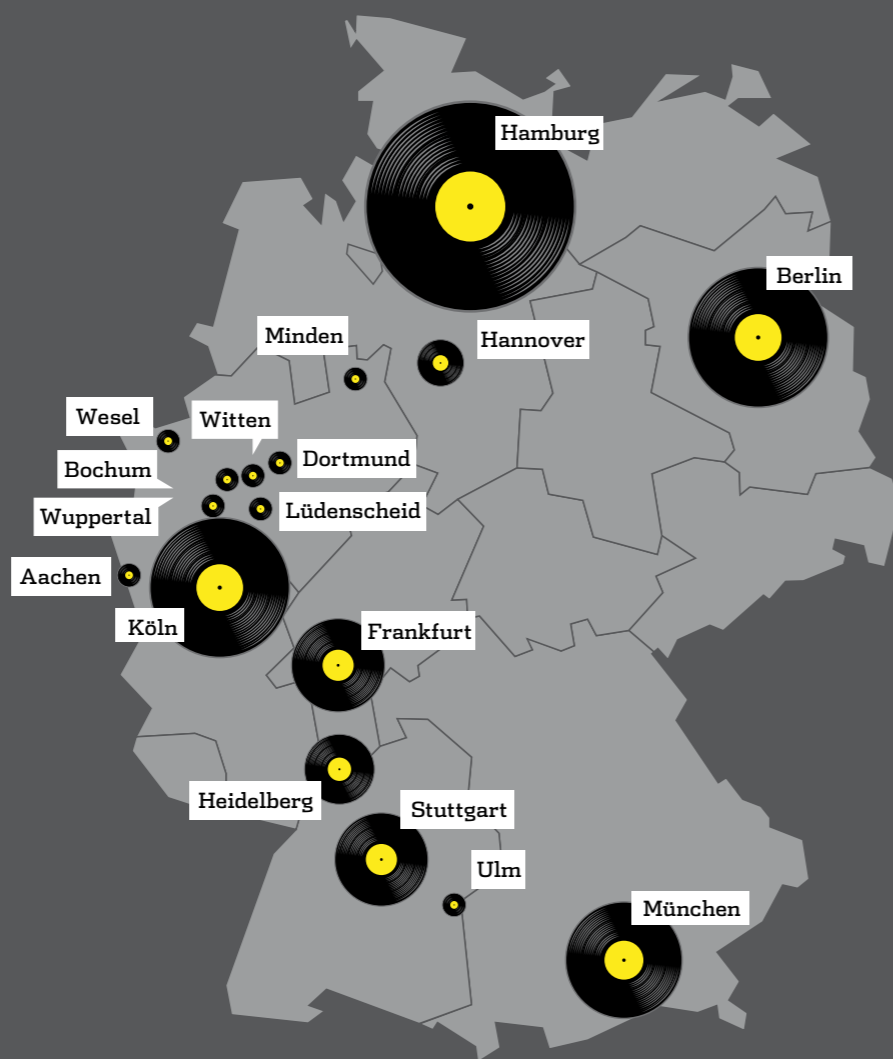 Hamburg
Berlin
Minden
Hannover
Wesel
Witten
Bochum
Dortmund
Wuppertal
Lüdenscheid
Aachen
Köln
Frankfurt
Heidelberg
Stuttgart
Ulm
München